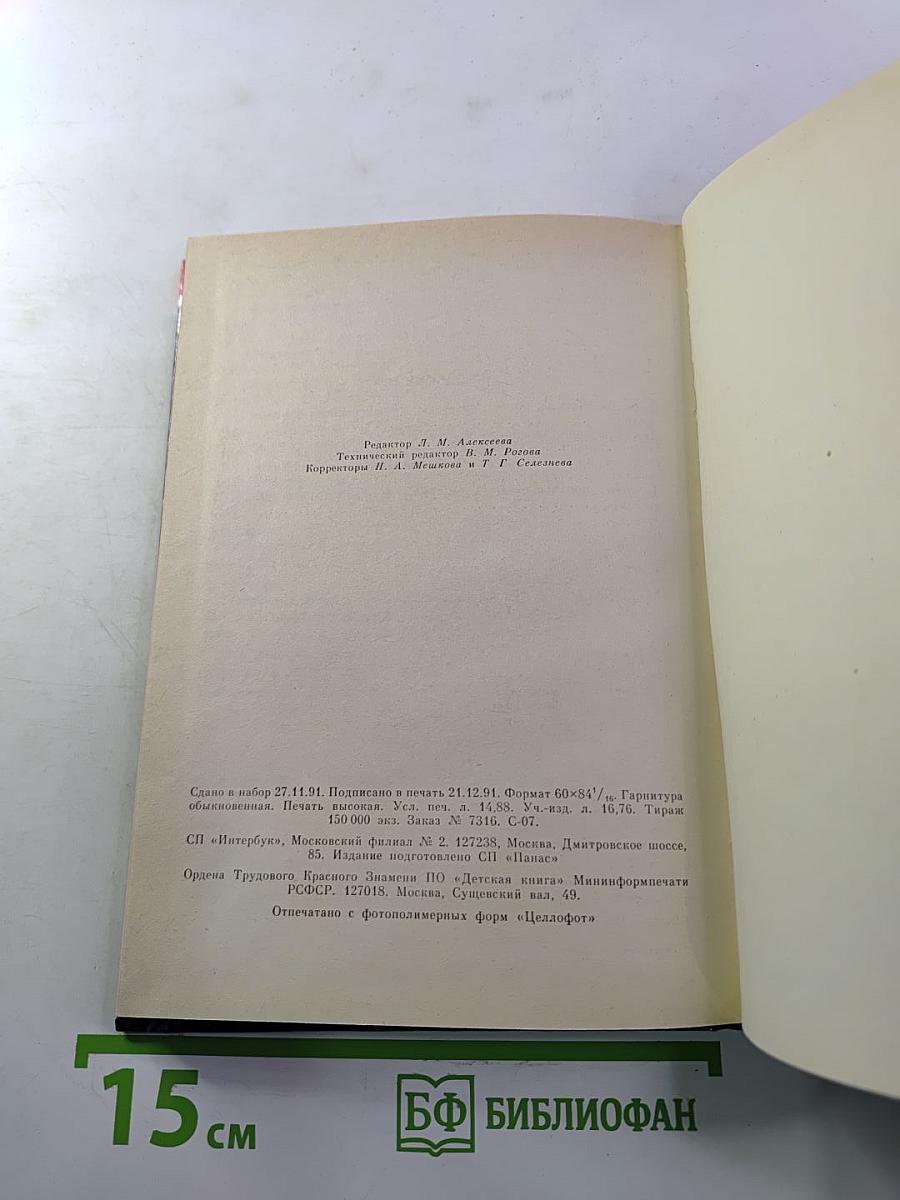 Редактор Л. М. Алексеева
Технический редактор В. М. Рогова
Корректоры Н. А. Мешкова и Т Г Селезнева
Сдано в набор 27.11.91. Подписано в печать 21.12.91. Формат 60×84¹/₁₆. Гарнитура
обыкновенная. Печать высокая. Усл. печ. л. 14,88. Уч.-изд. л. 16,76. Тираж
150 000 экз. Заказ № 7316. С-07.
СП «Интербук», Московский филиал № 2. 127238, Москва, Дмитровское шоссе,
85. Издание подготовлено СП «Панас»
Ордена Трудового Красного Знамени ПО «Детская книга» Мининформпечати
РСФСР. 127018. Москва, Сущевский вал, 49.
Отпечатано с фотополимерных форм «Целлофот»
15 см
БФ БИБЛИОФАН